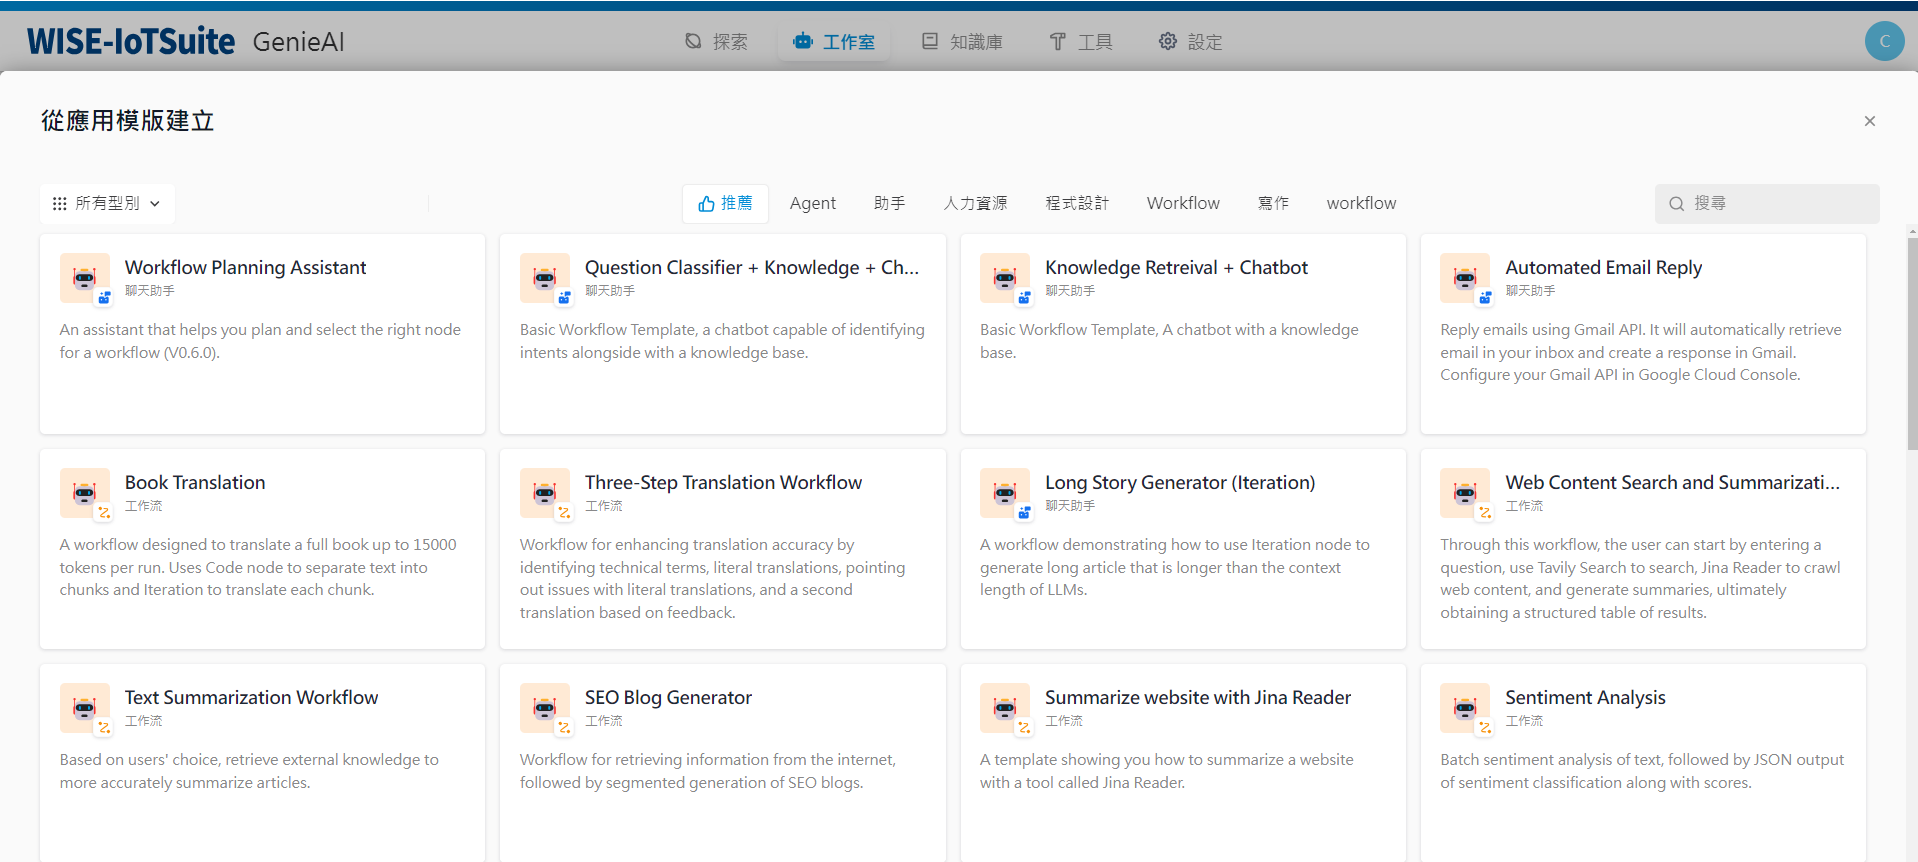 WISE-IoTSuite GenieAI
探索
工作室
知識庫
工具
設定
C
從應用模版建立
所有型別
推薦
Agent
助手
人力資源
程式設計
Workflow
寫作
workflow
搜尋
Workflow Planning Assistant
聊天助手
An assistant that helps you plan and select the right node
for a workflow (V0.6.0).
Question Classifier + Knowledge + Ch...
聊天助手
Basic Workflow Template, a chatbot capable of identifying
intents alongside with a knowledge base.
Knowledge Retreival + Chatbot
聊天助手
Basic Workflow Template, A chatbot with a knowledge
base.
Automated Email Reply
聊天助手
Reply emails using Gmail API. It will automatically retrieve
email in your inbox and create a response in Gmail.
Configure your Gmail API in Google Cloud Console.
Book Translation
工作流
A workflow designed to translate a full book up to 15000
tokens per run. Uses Code node to separate text into
chunks and Iteration to translate each chunk.
Three-Step Translation Workflow
工作流
Workflow for enhancing translation accuracy by
identifying technical terms, literal translations, pointing
out issues with literal translations, and a second
translation based on feedback.
Long Story Generator (Iteration)
聊天助手
A workflow demonstrating how to use Iteration node to
generate long article that is longer than the context
length of LLMs.
Web Content Search and Summarizati...
工作流
Through this workflow, the user can start by entering a
question, use Tavily Search to search, Jina Reader to crawl
web content, and generate summaries, ultimately
obtaining a structured table of results.
Text Summarization Workflow
工作流
Based on users' choice, retrieve external knowledge to
more accurately summarize articles.
SEO Blog Generator
工作流
Workflow for retrieving information from the internet,
followed by segmented generation of SEO blogs.
Summarize website with Jina Reader
工作流
A template showing you how to summarize a website
with a tool called Jina Reader.
Sentiment Analysis
工作流
Batch sentiment analysis of text, followed by JSON output
of sentiment classification along with scores.